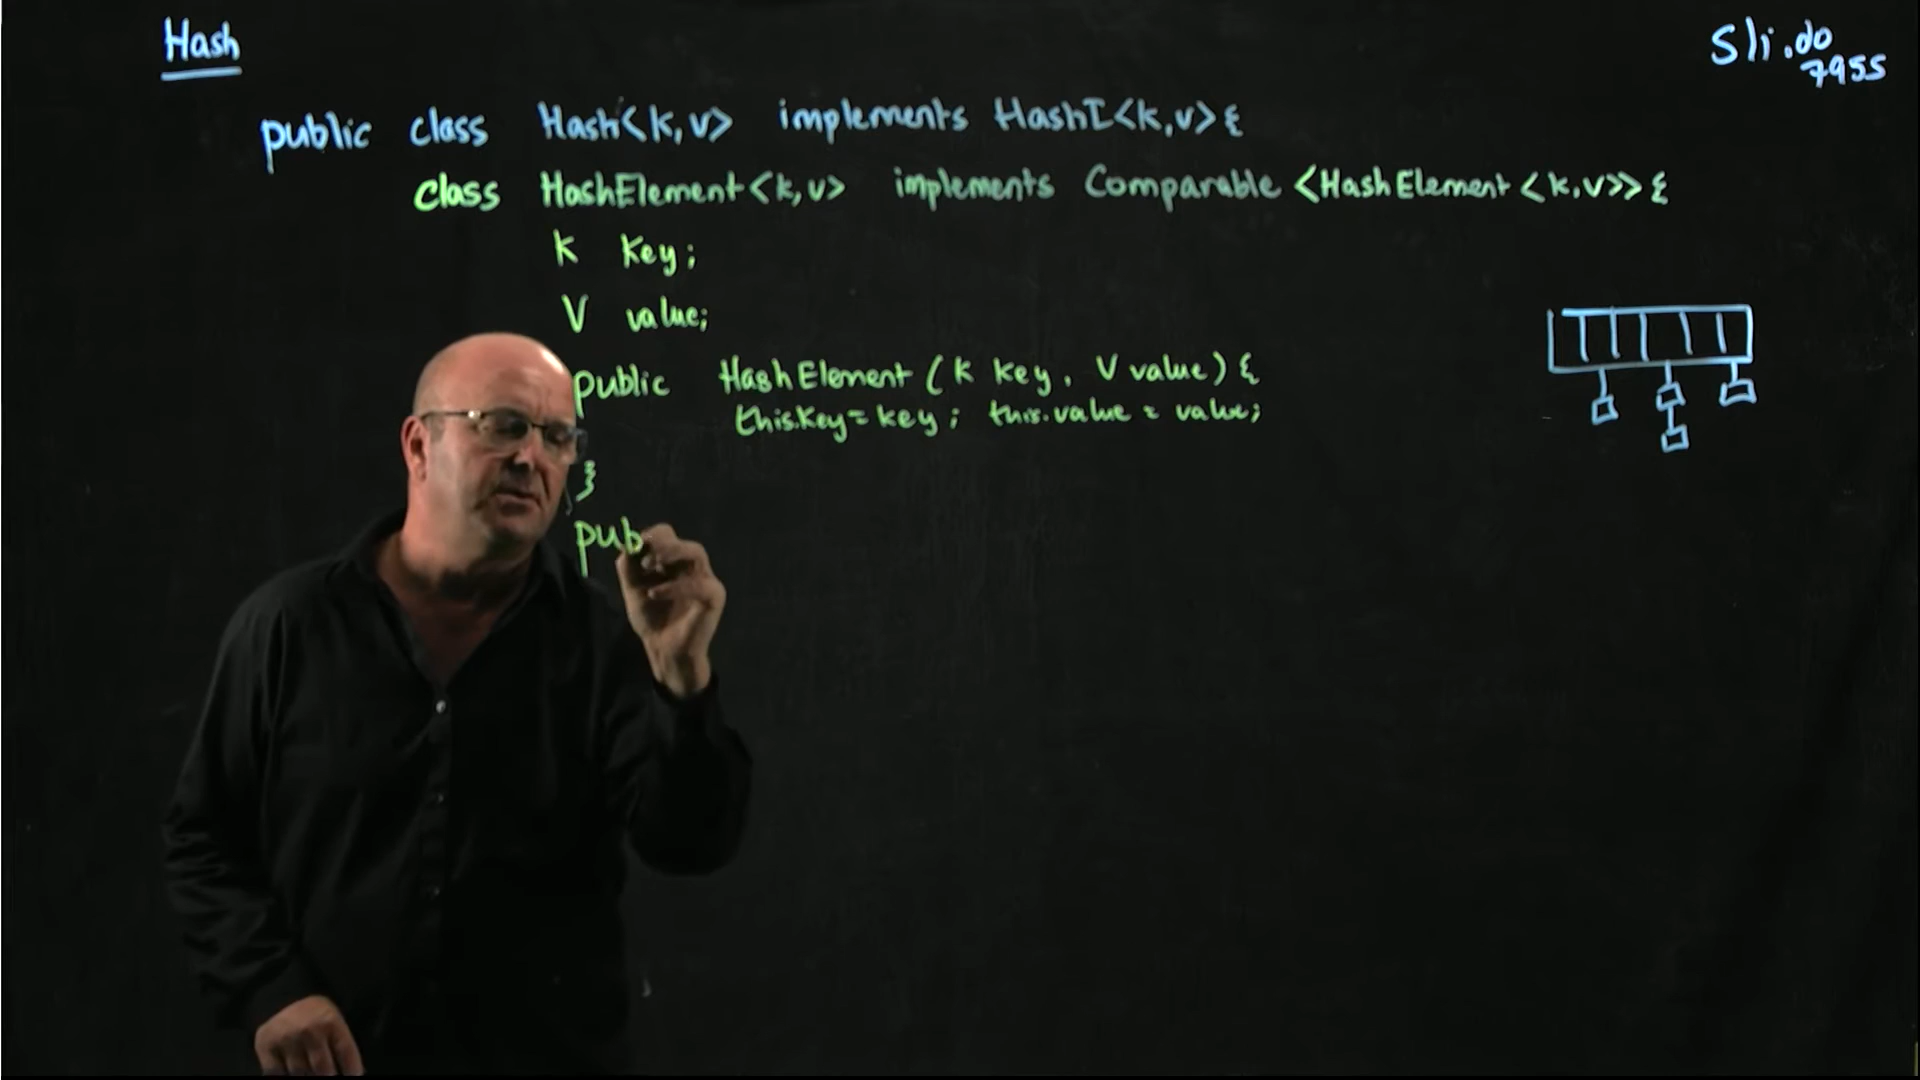 Hash
Sli.do
7955
public class Hash<k,v> implements HashI<k,v>{
class HashElement<k,v> implements Comparable <HashElement<k,v>>{
K Key;
V value;
public HashElement (K Key, V value) {
this.Key=key; this.value = value;
}
pub